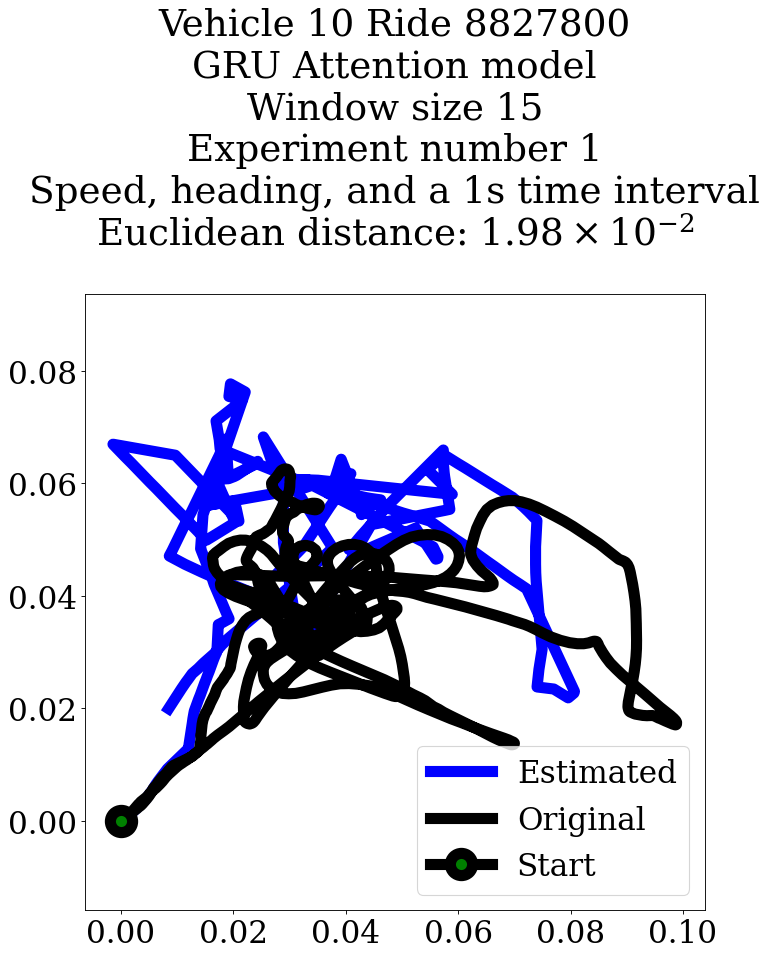 Vehicle 10 Ride 8827800
GRU Attention model
Window size 15
Experiment number 1
Speed, heading, and a 1s time interval
Euclidean distance: 1.98 × 10⁻²
0.08
0.06
0.04
0.02
0.00
Estimated
Original
Start
0.00 0.02 0.04 0.06 0.08 0.10